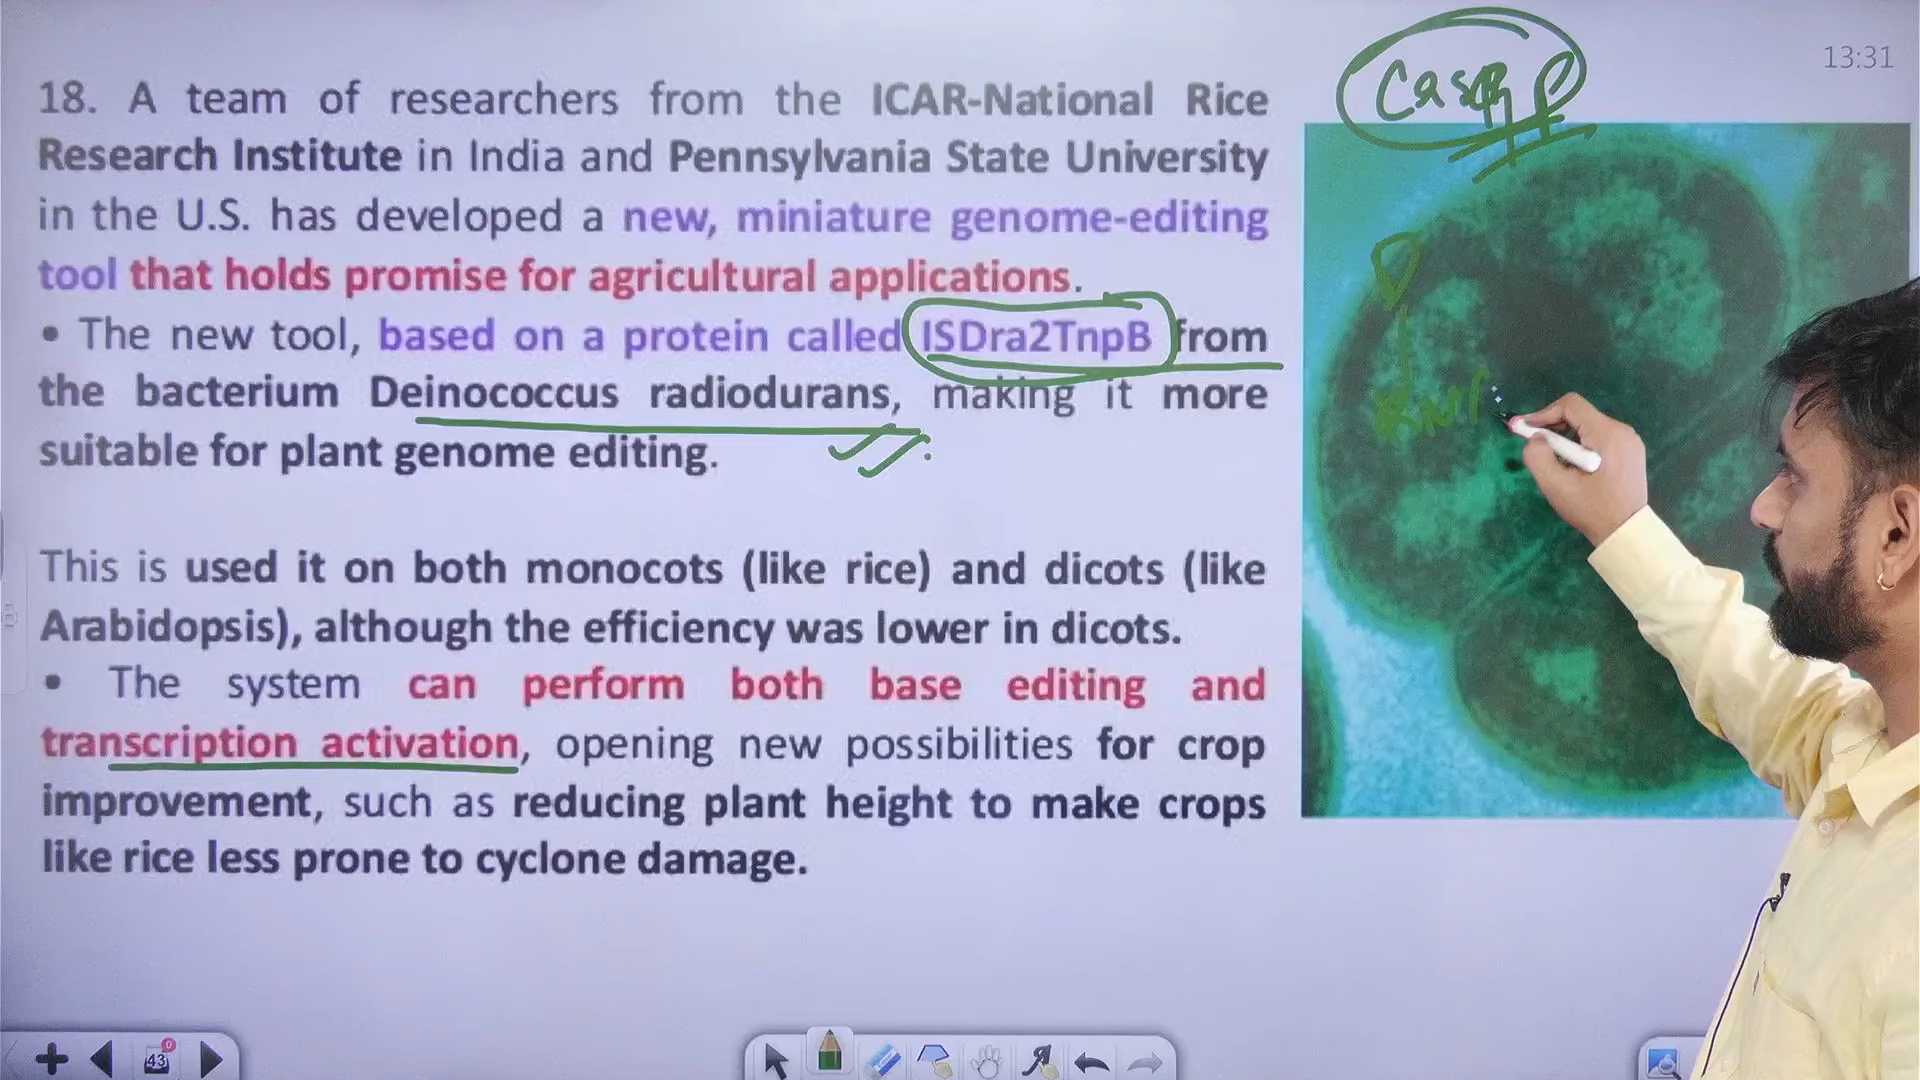 13:31
18. A team of researchers from the ICAR-National Rice
Research Institute in India and Pennsylvania State University
in the U.S. has developed a new, miniature genome-editing
tool that holds promise for agricultural applications.
• The new tool, based on a protein called ISDra2TnpB from
the bacterium Deinococcus radiodurans, making it more
suitable for plant genome editing.
This is used it on both monocots (like rice) and dicots (like
Arabidopsis), although the efficiency was lower in dicots.
• The system can perform both base editing and
transcription activation, opening new possibilities for crop
improvement, such as reducing plant height to make crops
like rice less prone to cyclone damage.
43
0